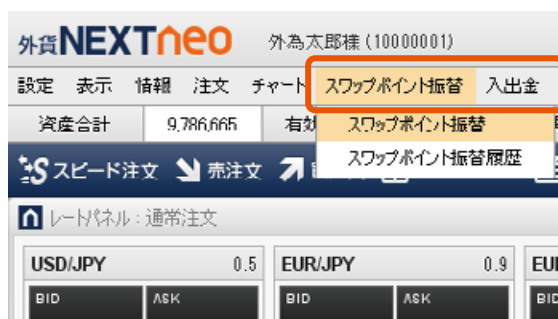 外貨NEXTneo 外為太郎様 (10000001)
設定 表示 情報 注文 チャート スワップポイント振替 入出金
資産合計 9,786,665 有効 スワップポイント振替
スワップポイント振替履歴
スピード注文 売注文
レートパネル：通常注文
USD/JPY 0.5 EUR/JPY 0.9 EU
BID ASK BID ASK BID